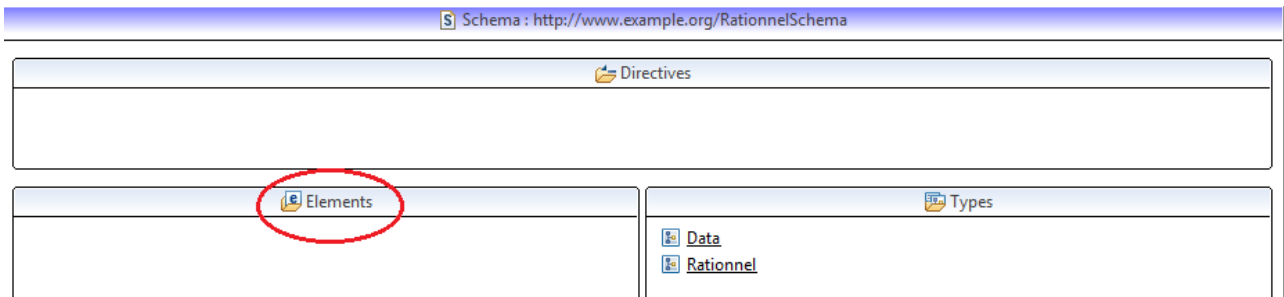 Schema : http://www.example.org/RationnelSchema
Directives
Elements
Types
Data
Rationnel